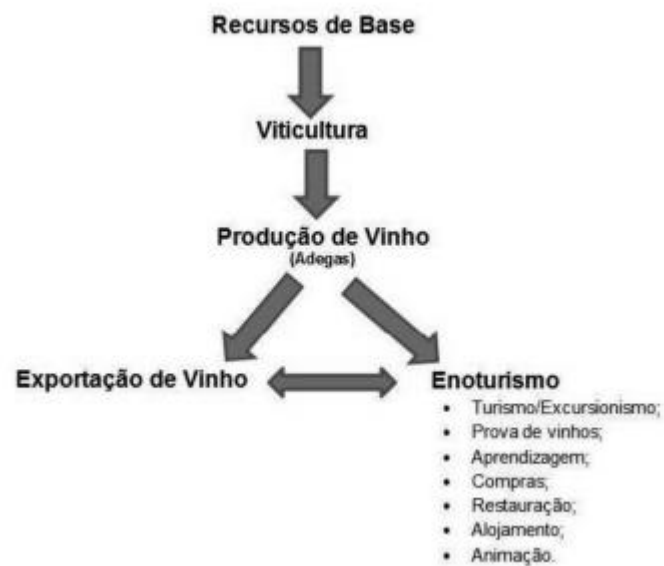 Recursos de Base
Viticultura
Produção de Vinho
(Adegas)
Exportação de Vinho
Enoturismo
• Turismo/Excursionismo;
• Prova de vinhos;
• Aprendizagem;
• Compras;
• Restauração;
• Alojamento;
• Animação.